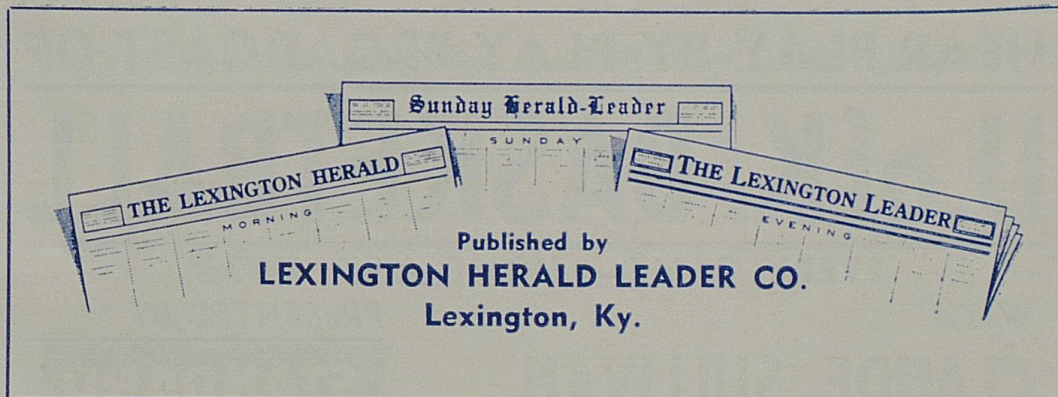 Sunday Herald-Leader
SUNDAY
THE LEXINGTON HERALD
MORNING
THE LEXINGTON LEADER
EVENING
Published by
LEXINGTON HERALD LEADER CO.
Lexington, Ky.